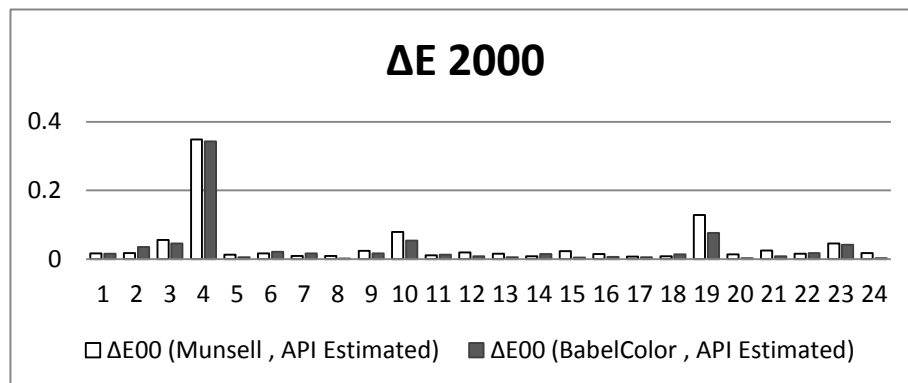 ΔE 2000
0.4
0.2
0
1 2 3 4 5 6 7 8 9 10 11 12 13 14 15 16 17 18 19 20 21 22 23 24
ΔE00 (Munsell , API Estimated) ΔE00 (BabelColor , API Estimated)